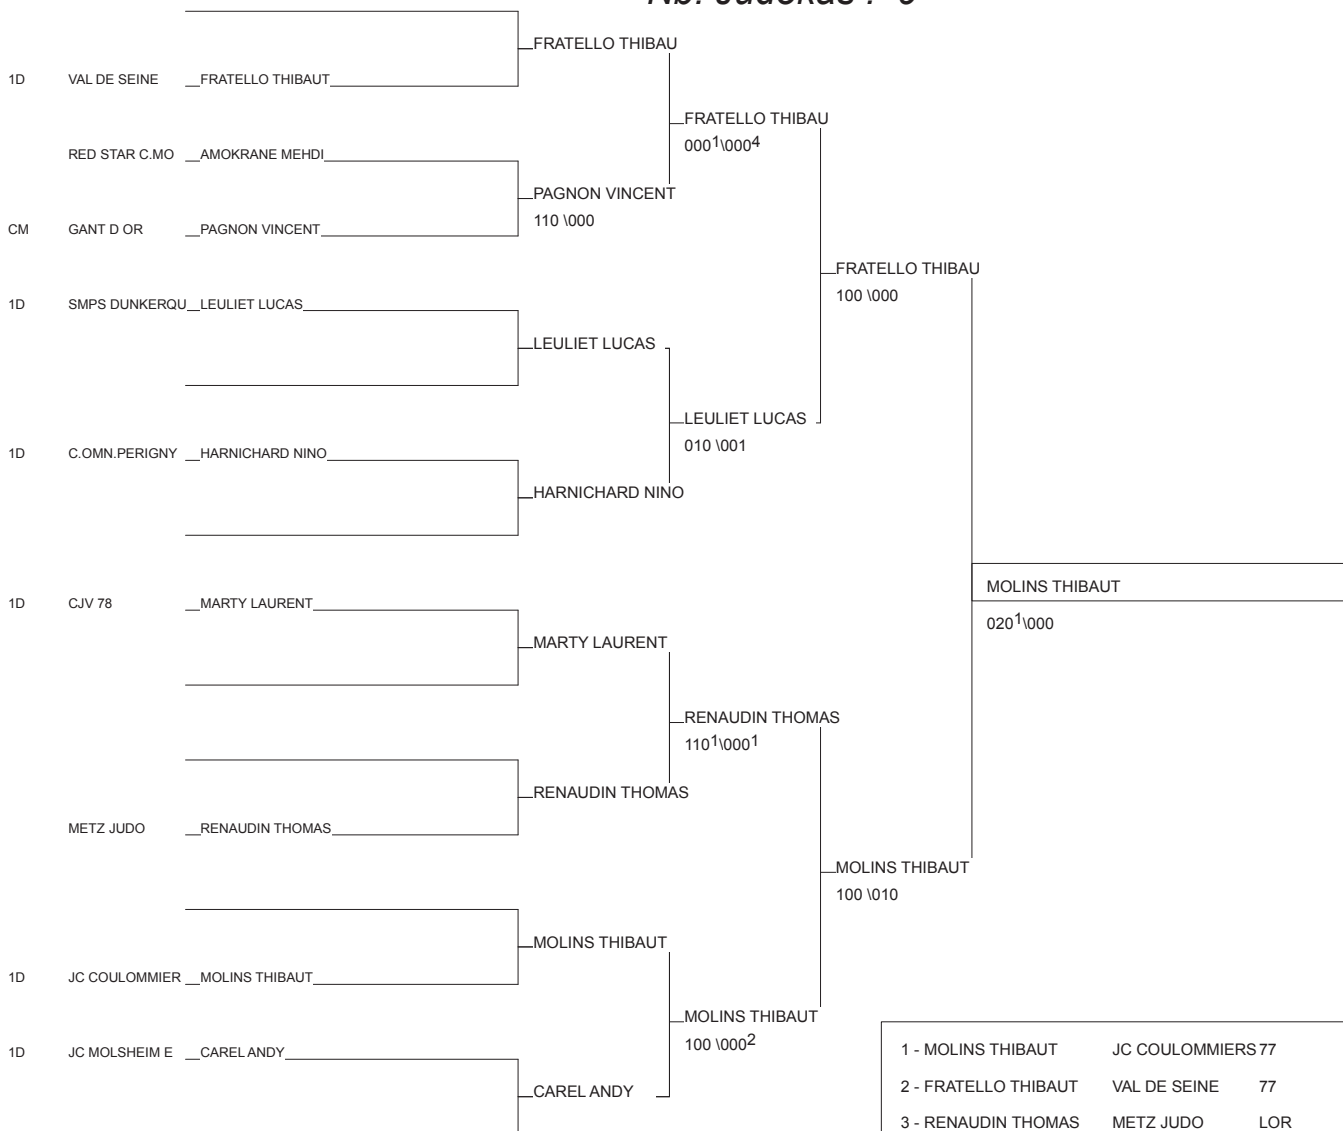 FRATELLO THIBAU
1D VAL DE SEINE FRATELLO THIBAUT
FRATELLO THIBAU
0001\0004
RED STAR C.MO AMOKRANE MEHDI
PAGNON VINCENT
110 \000
CM GANT D OR PAGNON VINCENT
FRATELLO THIBAU
100 \000
1D SMPS DUNKERQU LEULIET LUCAS
LEULIET LUCAS
LEULIET LUCAS
010 \001
1D C.OMN.PERIGNY HARNICHARD NINO
HARNICHARD NINO
MOLINS THIBAUT
0201\000
1D CJV 78 MARTY LAURENT
MARTY LAURENT
RENAUDIN THOMAS
1101\0001
RENAUDIN THOMAS
METZ JUDO RENAUDIN THOMAS
MOLINS THIBAUT
100 \010
MOLINS THIBAUT
1D JC COULOMMIER MOLINS THIBAUT
MOLINS THIBAUT
100 \0002
1D JC MOLSHEIM E CAREL ANDY
CAREL ANDY
1 - MOLINS THIBAUT JC COULOMMIERS 77
2 - FRATELLO THIBAUT VAL DE SEINE 77
3 - RENAUDIN THOMAS METZ JUDO LOR